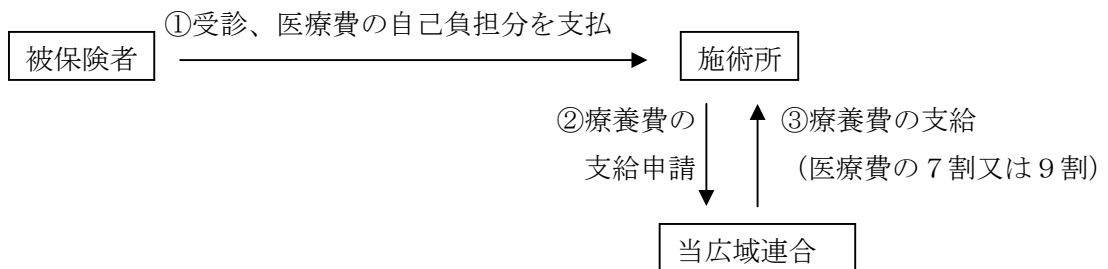 ①受診、医療費の自己負担分を支払
被保険者
施術所
②療養費の
支給申請
③療養費の支給
（医療費の７割又は９割）
当広域連合